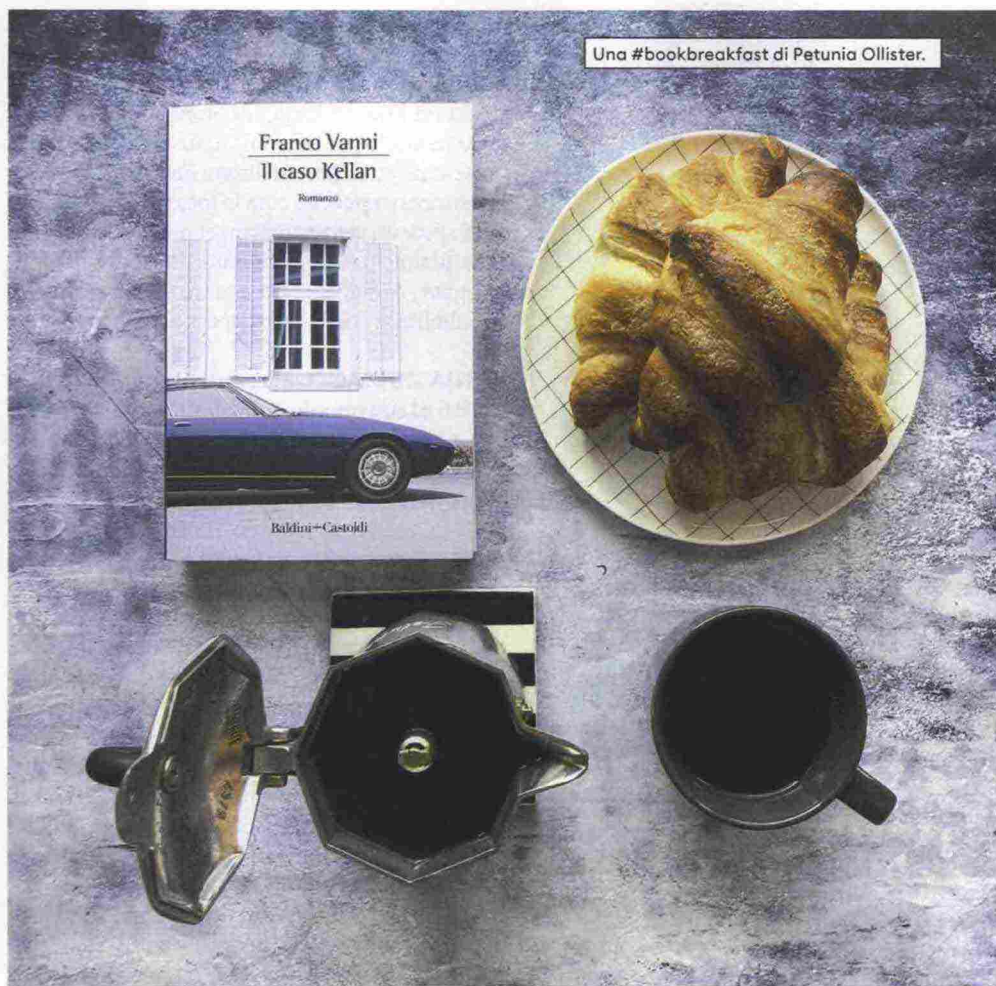 Una #bookbreakfast di Petunia Ollister.
Franco Vanni
Il caso Kellan
Romanzo
Baldini+Castoldi